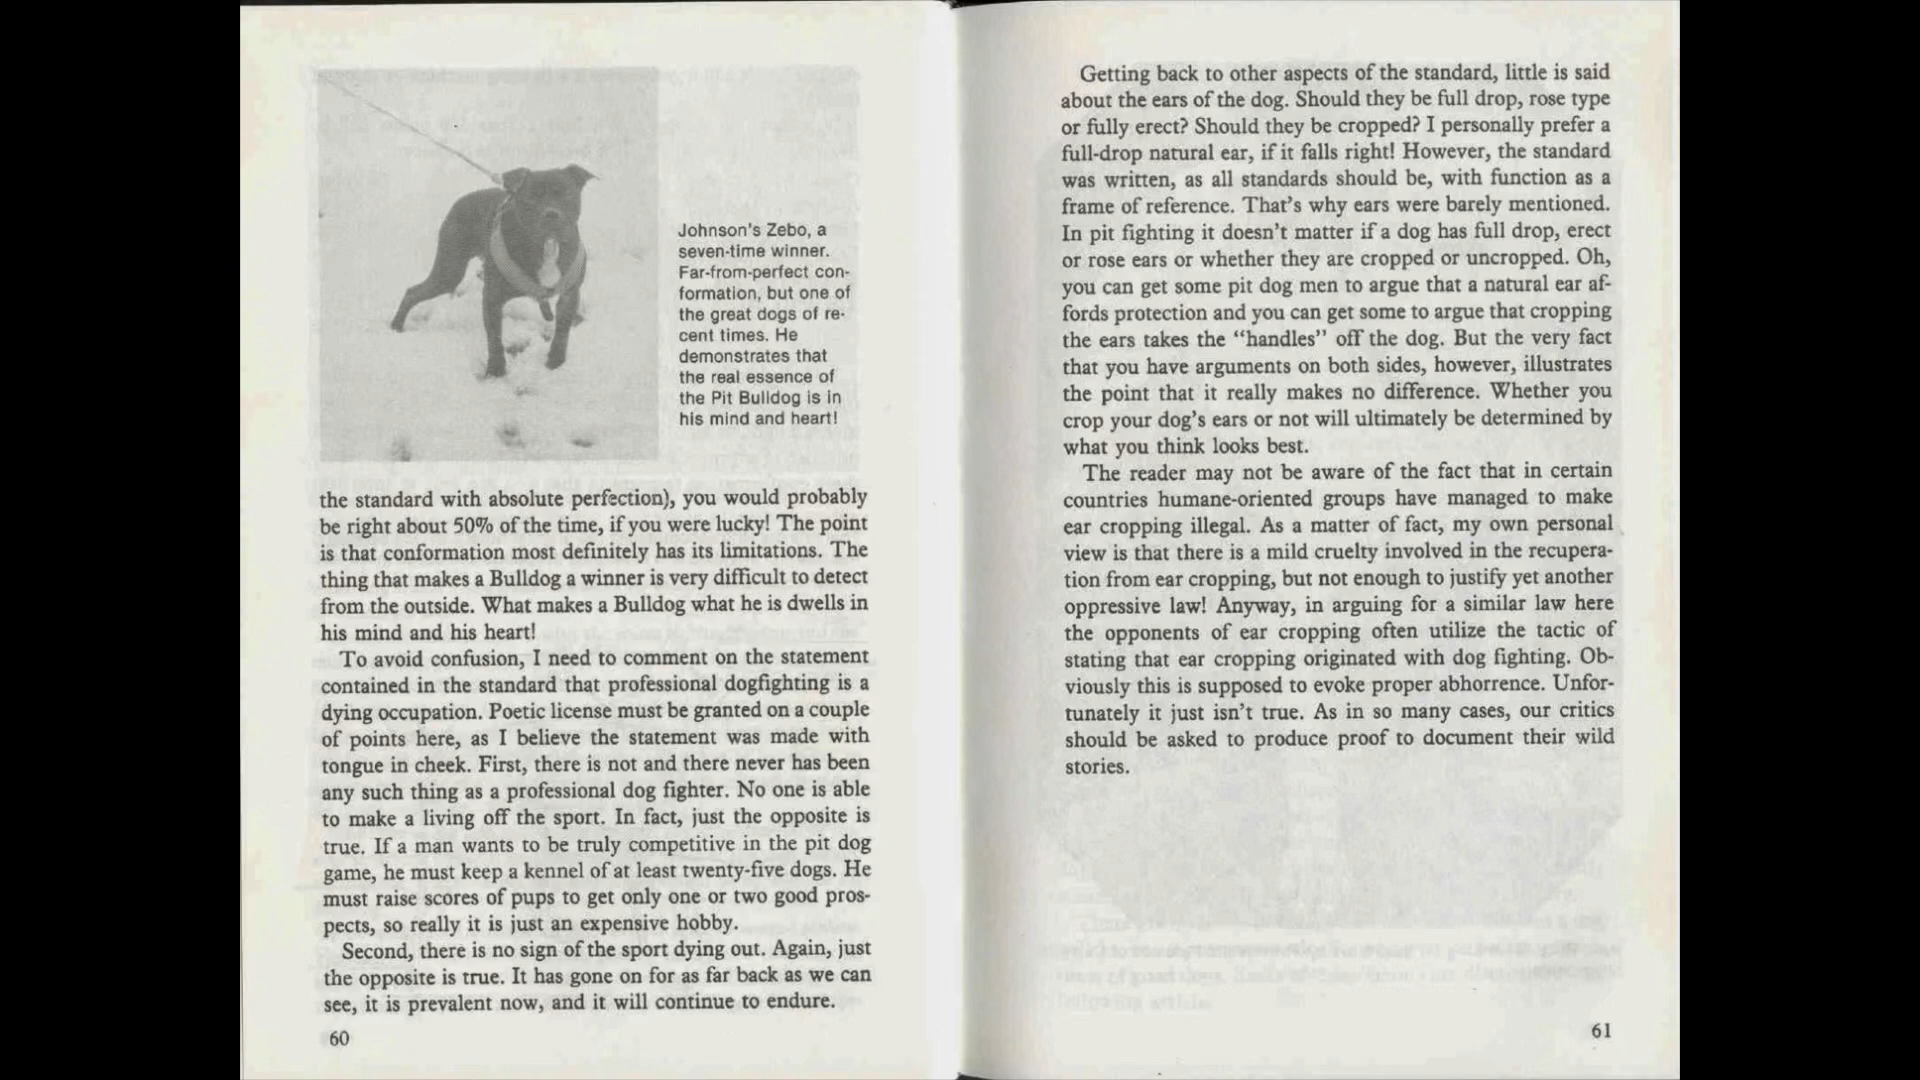 Johnson's Zebo, a
seven-time winner.
Far-from-perfect con-
formation, but one of
the great dogs of re-
cent times. He
demonstrates that
the real essence of
the Pit Bulldog is in
his mind and heart!
the standard with absolute perfection), you would probably
be right about 50% of the time, if you were lucky! The point
is that conformation most definitely has its limitations. The
thing that makes a Bulldog a winner is very difficult to detect
from the outside. What makes a Bulldog what he is dwells in
his mind and his heart!
To avoid confusion, I need to comment on the statement
contained in the standard that professional dogfighting is a
dying occupation. Poetic license must be granted on a couple
of points here, as I believe the statement was made with
tongue in cheek. First, there is not and there never has been
any such thing as a professional dog fighter. No one is able
to make a living off the sport. In fact, just the opposite is
true. If a man wants to be truly competitive in the pit dog
game, he must keep a kennel of at least twenty-five dogs. He
must raise scores of pups to get only one or two good pros-
pects, so really it is just an expensive hobby.
Second, there is no sign of the sport dying out. Again, just
the opposite is true. It has gone on for as far back as we can
see, it is prevalent now, and it will continue to endure.
60
Getting back to other aspects of the standard, little is said
about the ears of the dog. Should they be full drop, rose type
or fully erect? Should they be cropped? I personally prefer a
full-drop natural ear, if it falls right! However, the standard
was written, as all standards should be, with function as a
frame of reference. That's why ears were barely mentioned.
In pit fighting it doesn't matter if a dog has full drop, erect
or rose ears or whether they are cropped or uncropped. Oh,
you can get some pit dog men to argue that a natural ear af-
fords protection and you can get some to argue that cropping
the ears takes the "handles" off the dog. But the very fact
that you have arguments on both sides, however, illustrates
the point that it really makes no difference. Whether you
crop your dog's ears or not will ultimately be determined by
what you think looks best.
The reader may not be aware of the fact that in certain
countries humane-oriented groups have managed to make
ear cropping illegal. As a matter of fact, my own personal
view is that there is a mild cruelty involved in the recupera-
tion from ear cropping, but not enough to justify yet another
oppressive law! Anyway, in arguing for a similar law here
the opponents of ear cropping often utilize the tactic of
stating that ear cropping originated with dog fighting. Ob-
viously this is supposed to evoke proper abhorrence. Unfor-
tunately it just isn't true. As in so many cases, our critics
should be asked to produce proof to document their wild
stories.
61